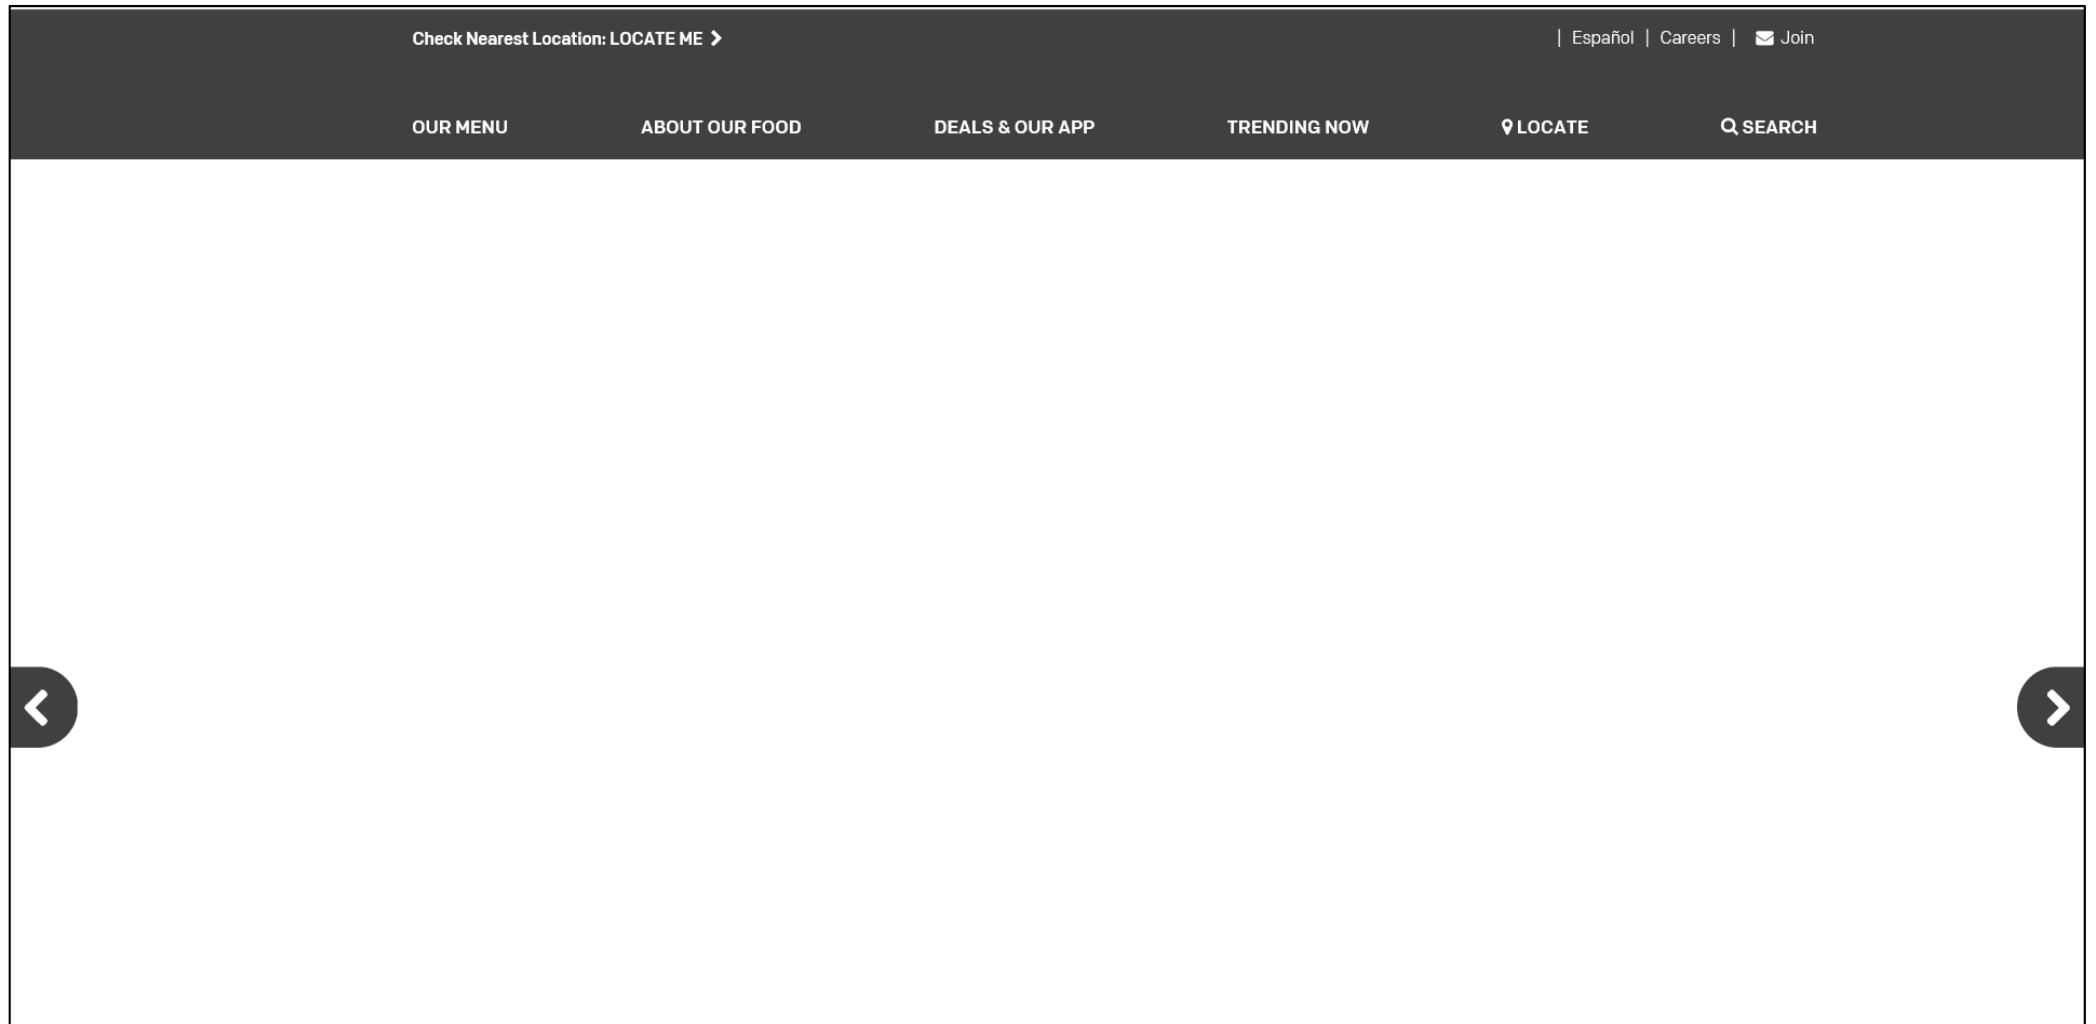 Check Nearest Location: LOCATE ME
| Español | Careers | Join
OUR MENU ABOUT OUR FOOD DEALS & OUR APP TRENDING NOW LOCATE SEARCH